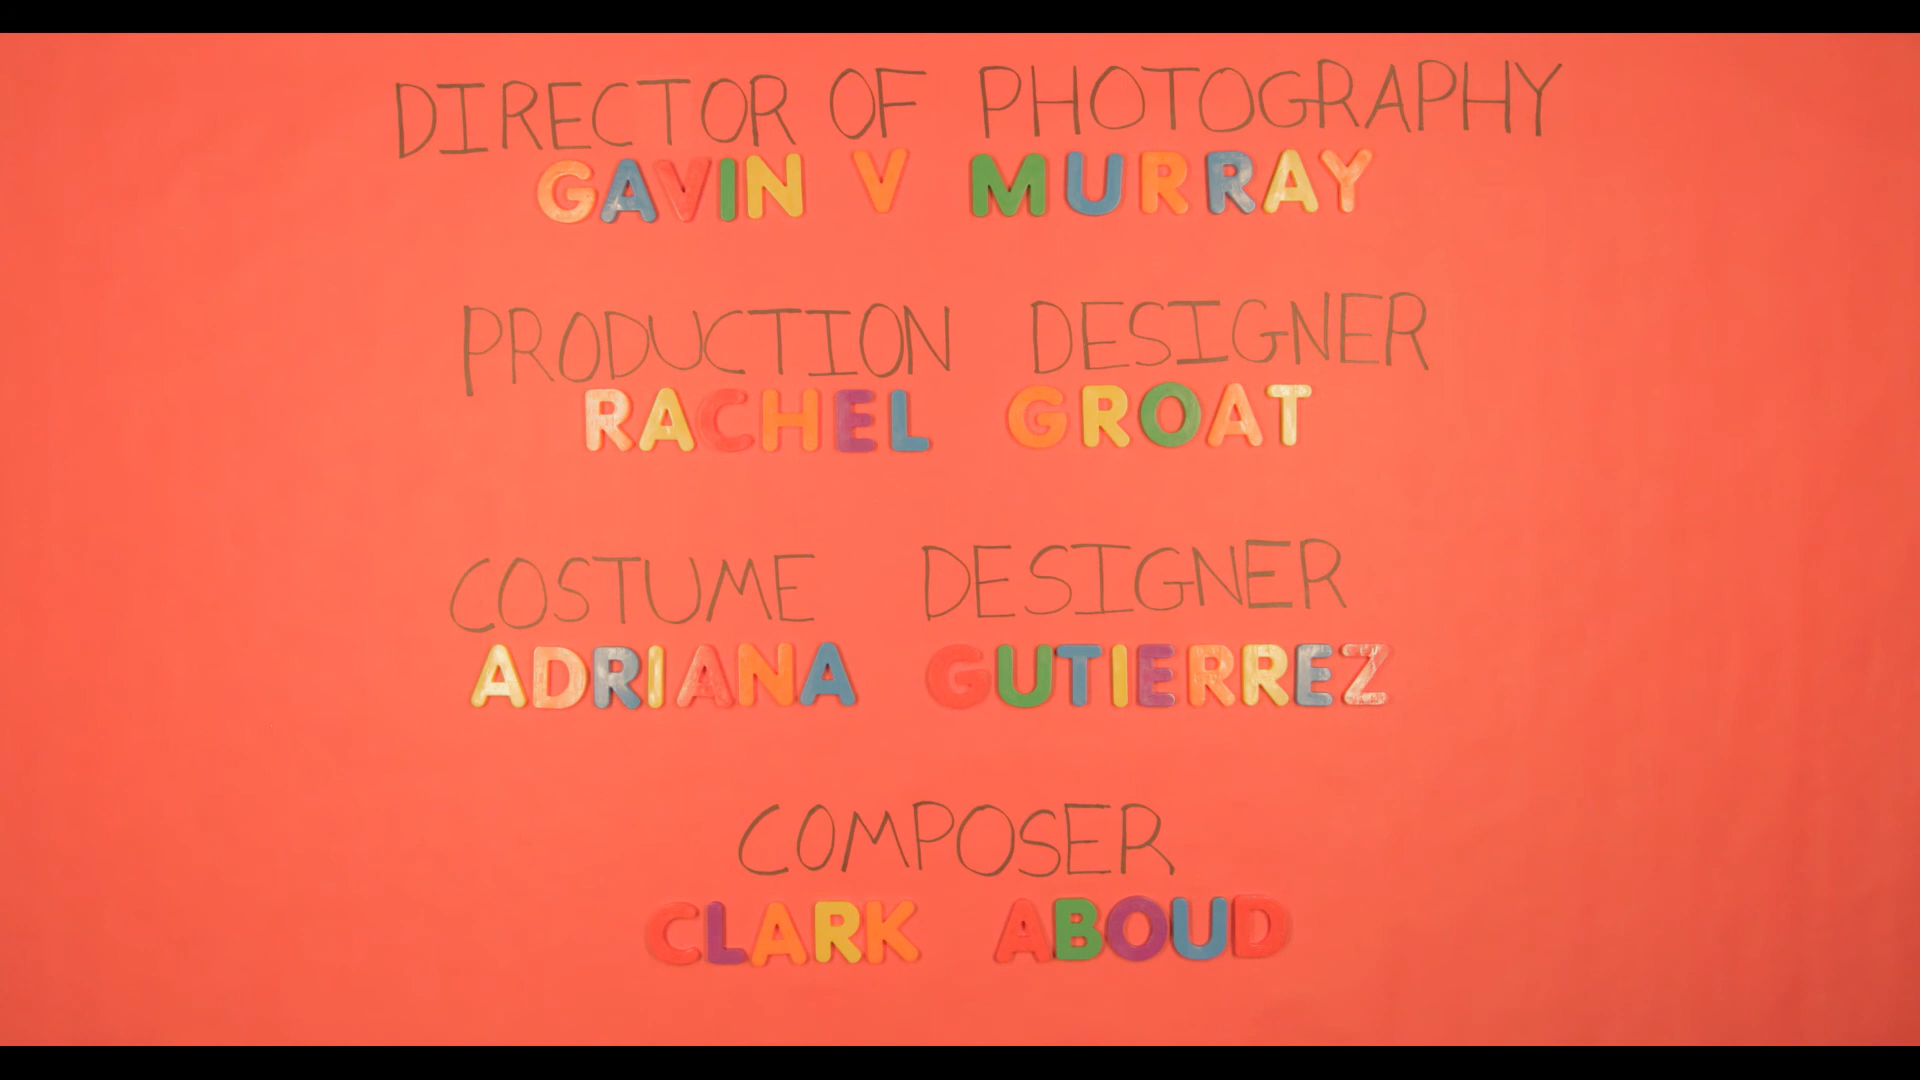 DIRECTOR OF PHOTOGRAPHY
GAVIN V MURRAY
PRODUCTION DESIGNER
RACHEL GROAT
COSTUME DESIGNER
ADRIANA GUTIERREZ
COMPOSER
CLARK ABOUD